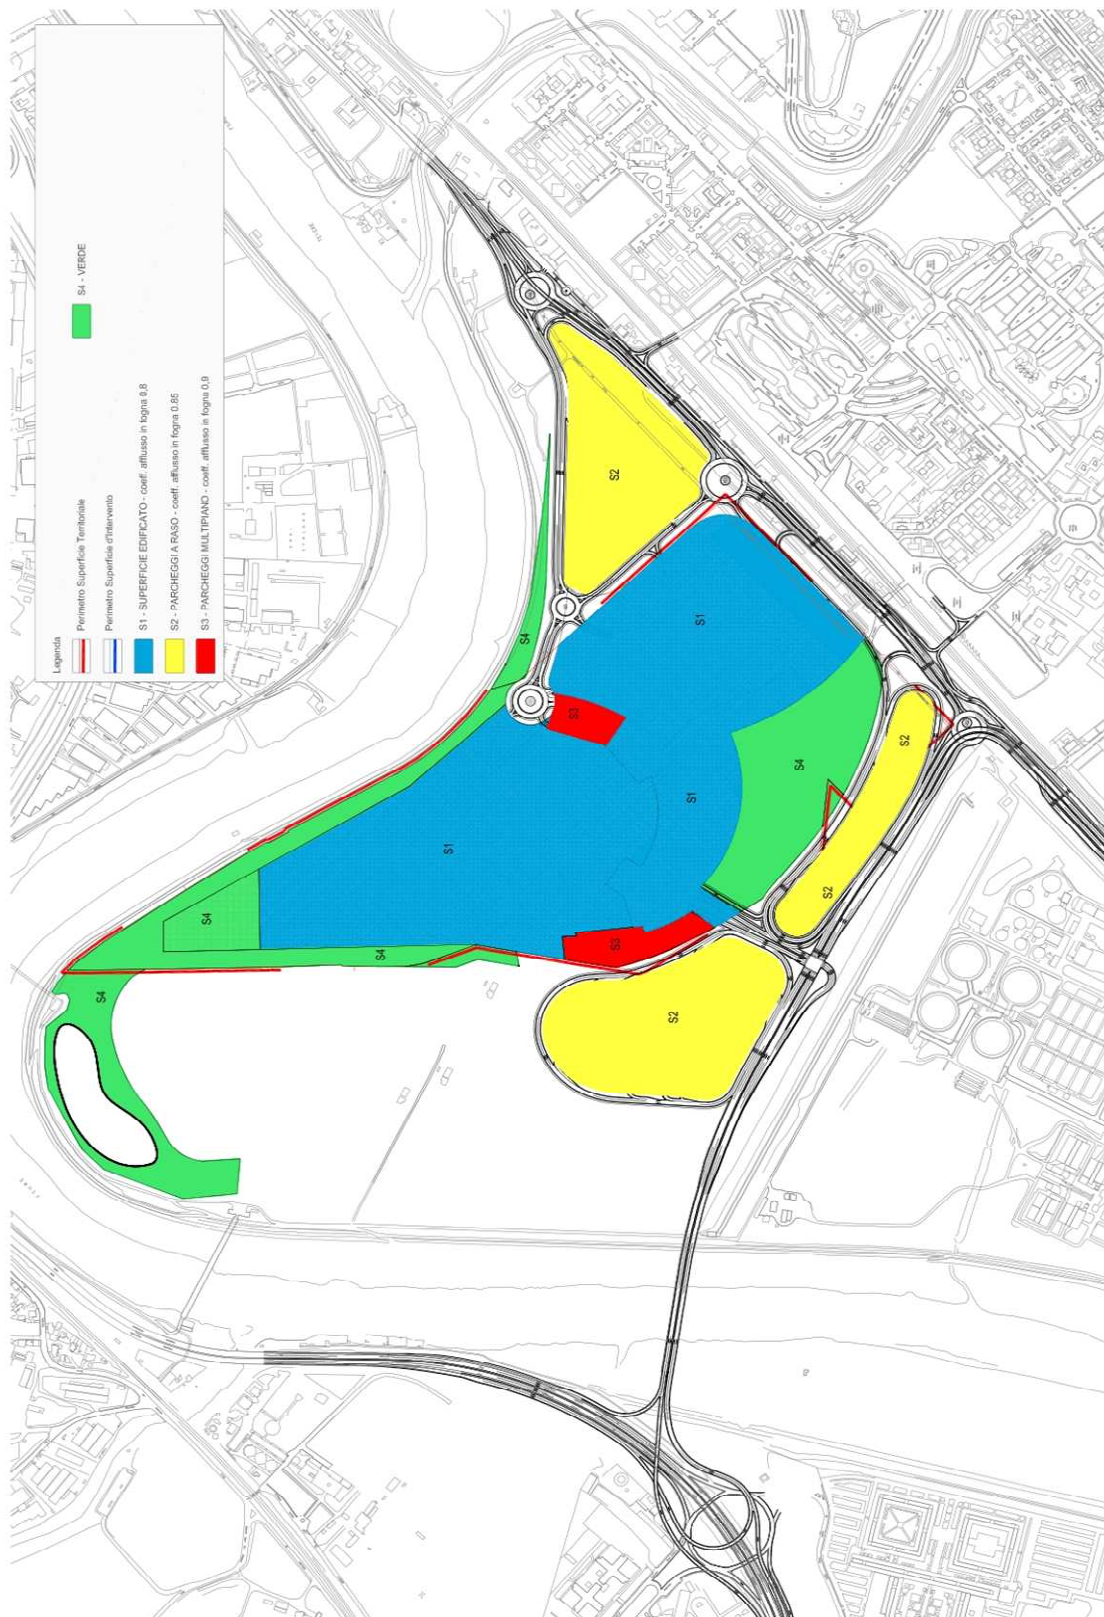 Legenda
Perimetro Superficie Territoriale
Perimetro Superficie d'Intervento
S1 - SUPERFICIE EDIFICATO - coeff. afflusso in fogna 0,8
S2 - PARCHEGGI A RASO - coeff. afflusso in fogna 0.85
S3 - PARCHEGGI MULTIPIANO - coeff. afflusso in fogna 0,9
S4 - VERDE
S4
S4
S4
S4
S1
S3
S2
S1
S1
S3
S4
S2
S2
S2